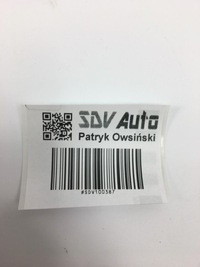 SDV Auto
Patryk Owsiński
#SDV100387